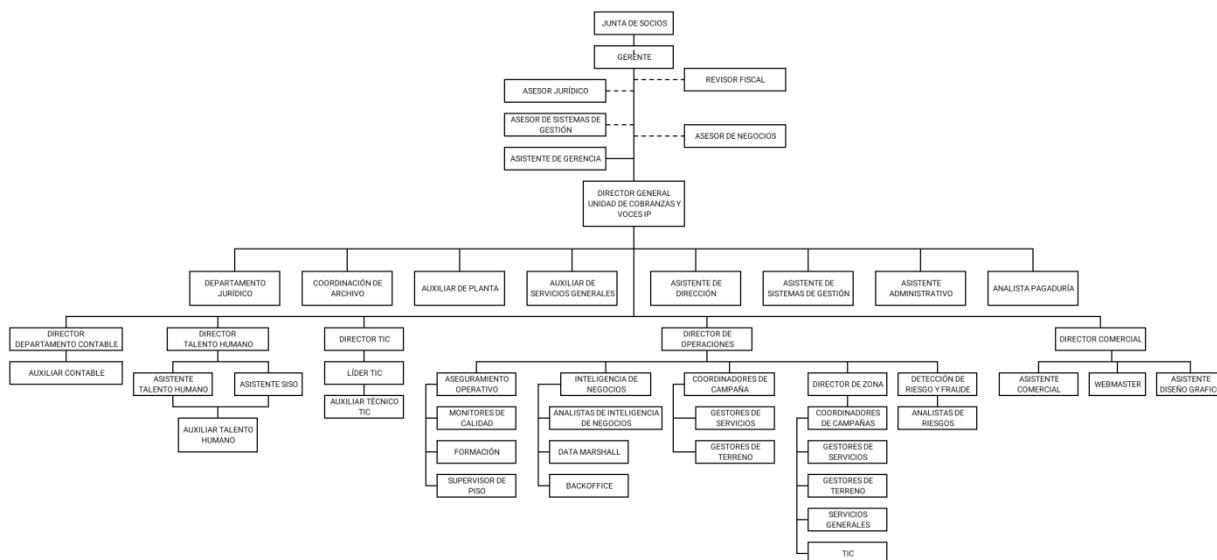 JUNTA DE SOCIOS
GERENTE
REVISOR FISCAL
ASESOR JURÍDICO
ASESOR DE SISTEMAS DE
GESTIÓN
ASESOR DE NEGOCIOS
ASISTENTE DE GERENCIA
DIRECTOR GENERAL
UNIDAD DE COBRANZAS Y
VOCES IP
DEPARTAMENTO
JURÍDICO
COORDINACIÓN DE
ARCHIVO
AUXILIAR DE PLANTA
AUXILIAR DE
SERVICIOS GENERALES
ASISTENTE DE
DIRECCIÓN
ASISTENTE DE
SISTEMAS DE GESTIÓN
ASISTENTE
ADMINISTRATIVO
ANALISTA PAGADURÍA
DIRECTOR
DEPARTAMENTO CONTABLE
DIRECTOR
TALENTO HUMANO
DIRECTOR TIC
DIRECTOR DE
OPERACIONES
DIRECTOR COMERCIAL
AUXILIAR CONTABLE
ASISTENTE
TALENTO HUMANO
ASISTENTE SISO
AUXILIAR TALENTO
HUMANO
LÍDER TIC
AUXILIAR TÉCNICO
TIC
ASEGURAMIENTO
OPERATIVO
MONITORES DE
CALIDAD
FORMACIÓN
SUPERVISOR DE
PISO
INTELIGENCIA DE
NEGOCIOS
ANALISTAS DE INTELIGENCIA
DE NEGOCIOS
DATA MARSHALL
BACKOFFICE
COORDINADORES DE
CAMPAÑA
GESTORES DE
SERVICIOS
GESTORES DE
TERRENO
DIRECTOR DE ZONA
COORDINADORES
DE CAMPAÑAS
GESTORES DE
SERVICIOS
GESTORES DE
TERRENO
SERVICIOS
GENERALES
TIC
DETECCIÓN DE
RIESGO Y FRAUDE
ANALISTAS DE
RIESGOS
ASISTENTE
COMERCIAL
WEBMASTER
ASISTENTE
DISEÑO GRAFICO